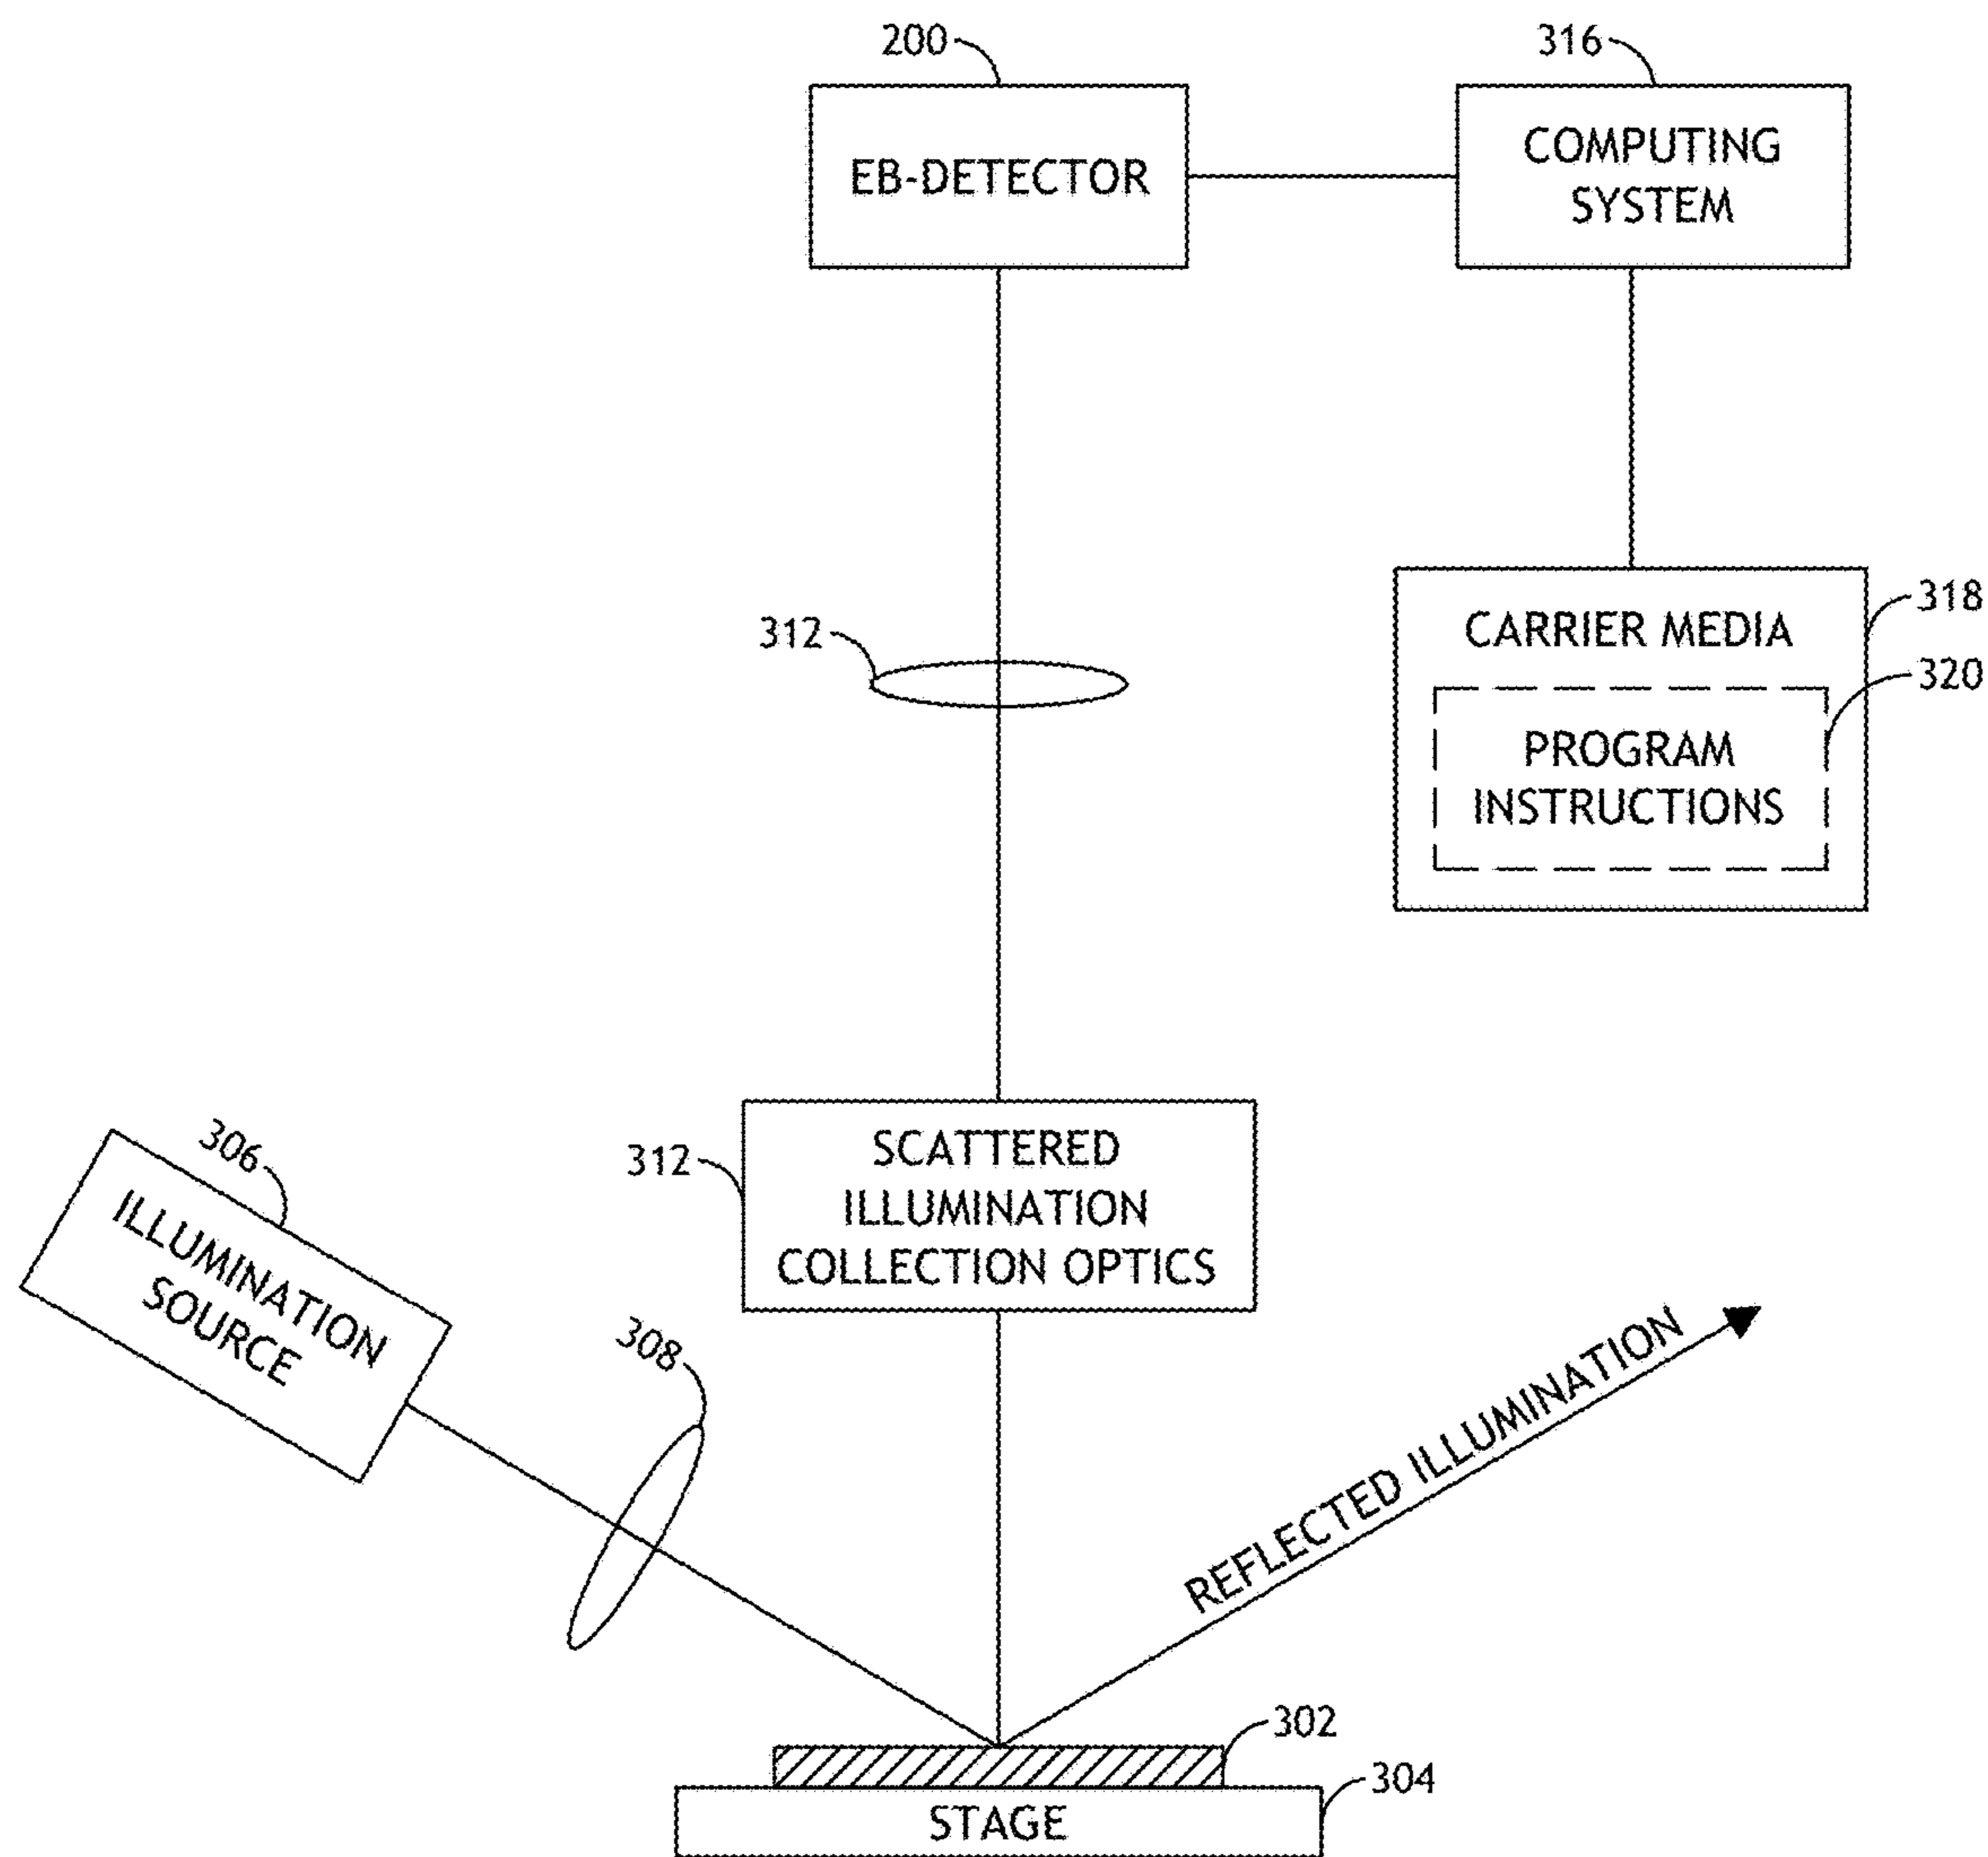 200
316
EB-DETECTOR
COMPUTING
SYSTEM
312
318
CARRIER MEDIA
320
PROGRAM
INSTRUCTIONS
312
SCATTERED
ILLUMINATION
COLLECTION OPTICS
306
ILLUMINATION
SOURCE
308
REFLECTED ILLUMINATION
302
304
STAGE